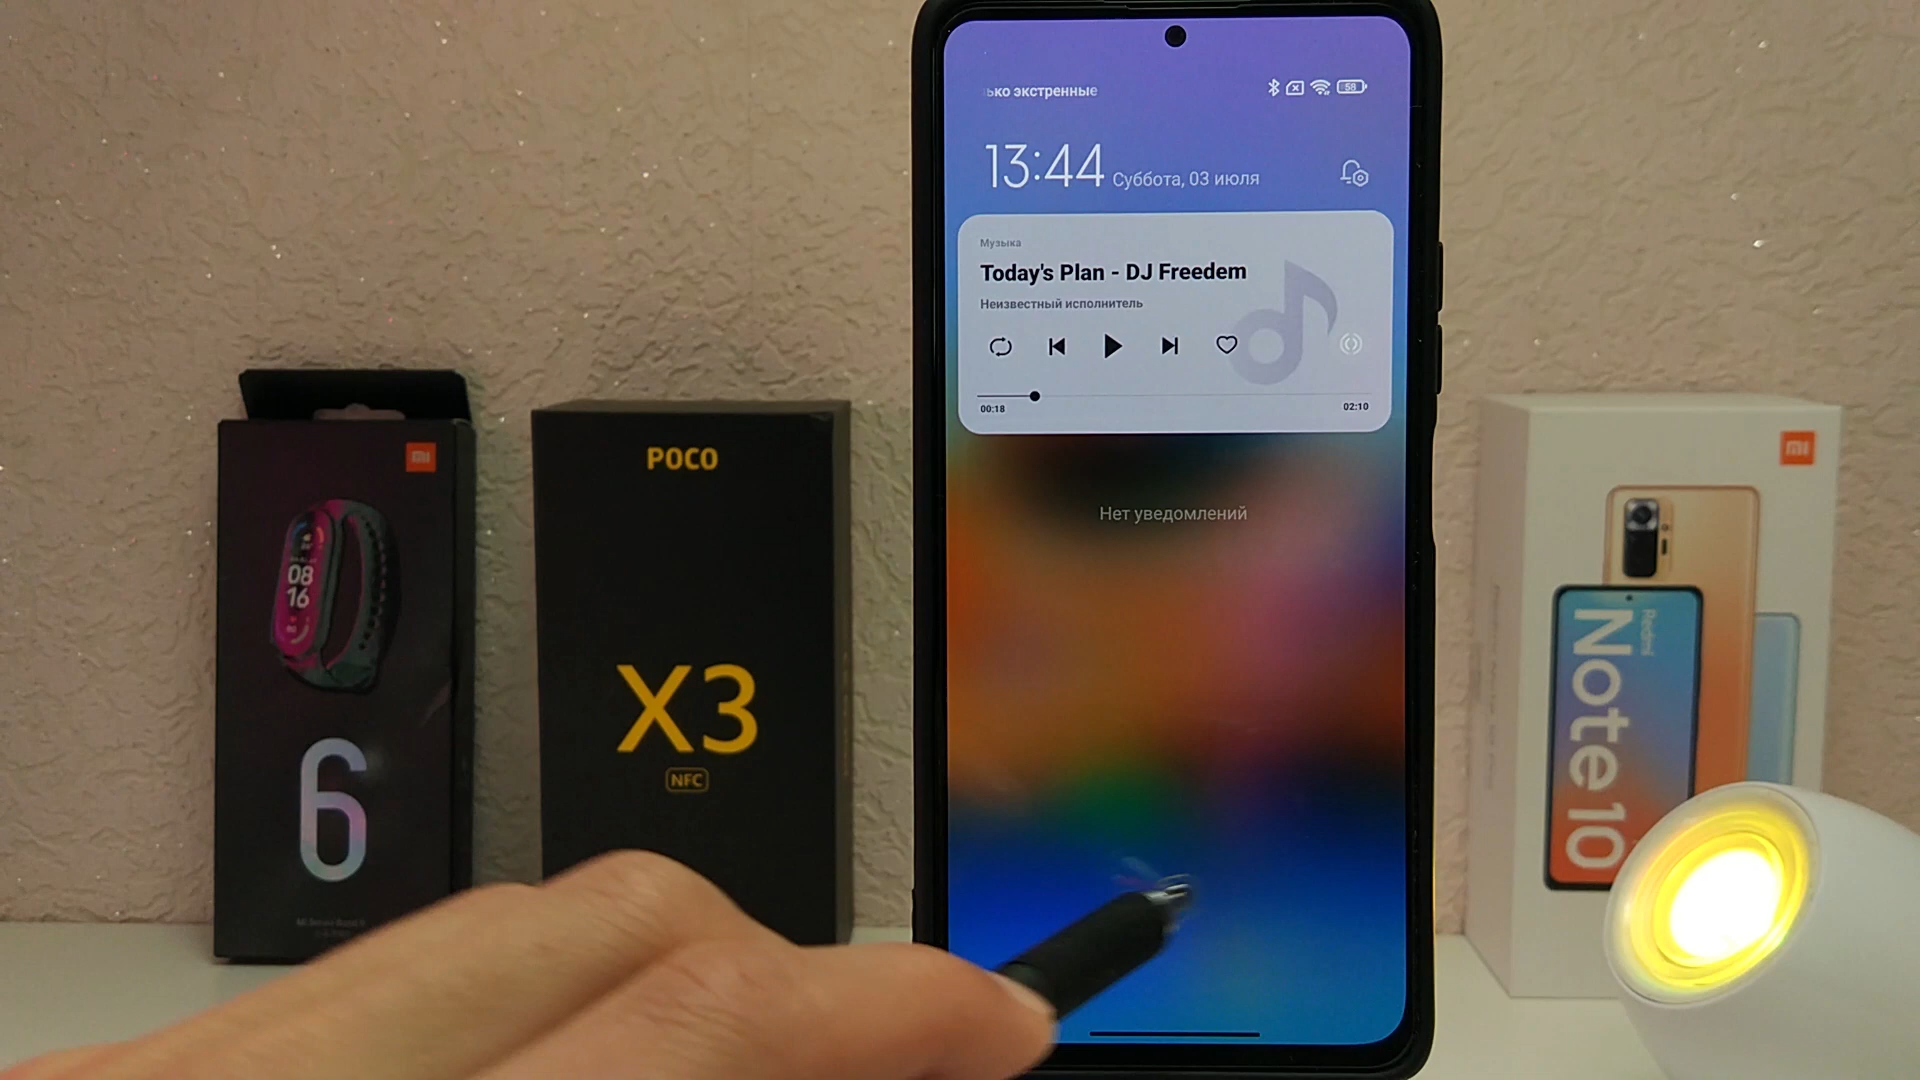 ько экстренные
58
13:44 Суббота, 03 июля
Музыка
Today's Plan - DJ Freedem
Неизвестный исполнитель
00:18
02:10
Нет уведомлений
mi
08
16
6
POCO
X3
NFC
mi
Redmi
Note 10